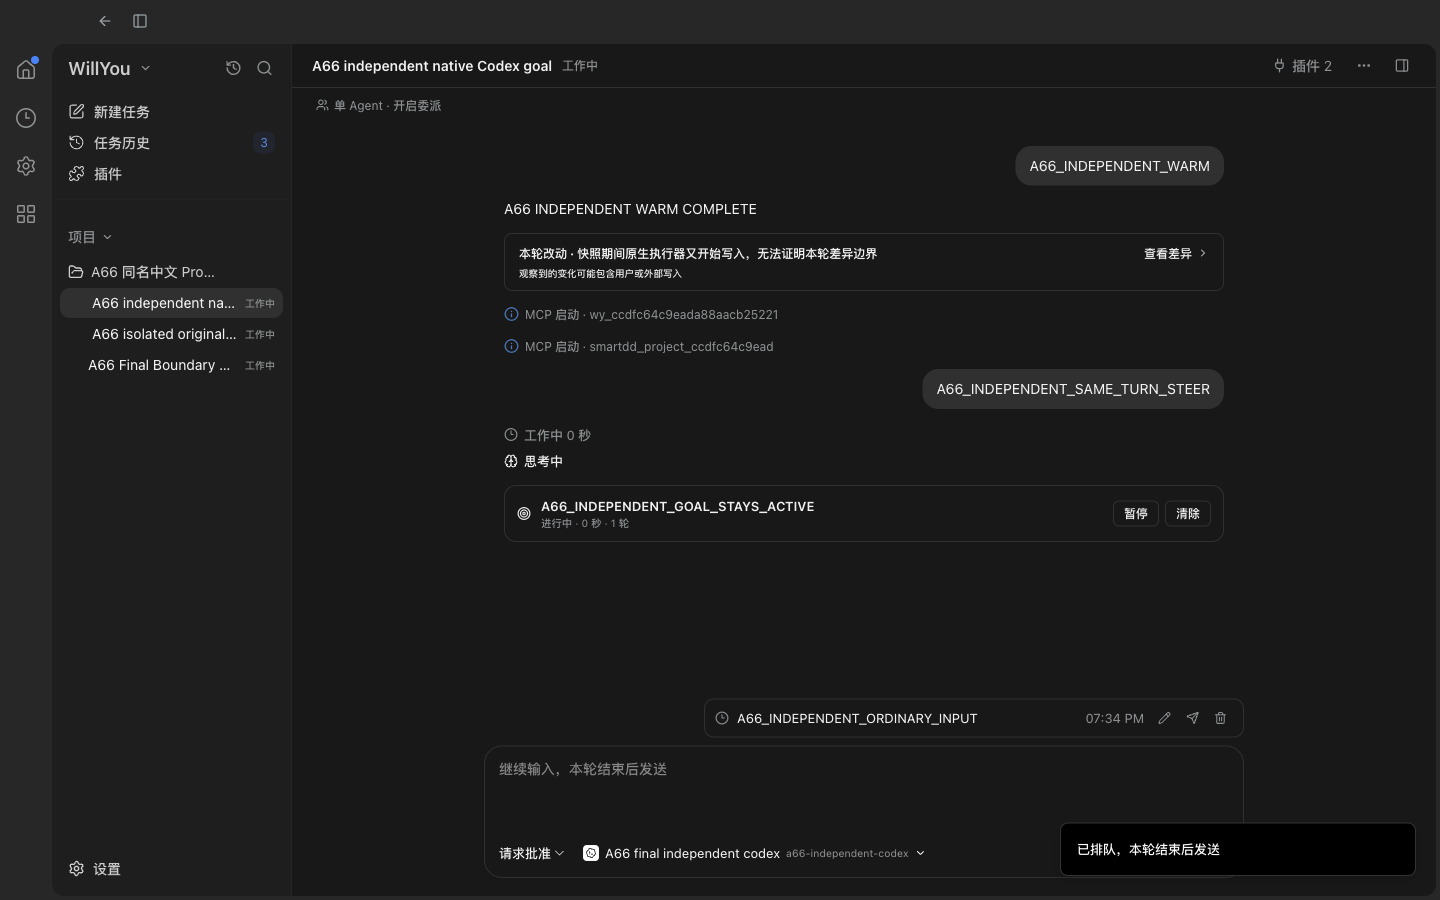 WillYou
新建任务
任务历史 3
插件
项目
A66 同名中文 Pro...
A66 independent na... 工作中
A66 isolated original... 工作中
A66 Final Boundary ... 工作中
设置
A66 independent native Codex goal 工作中
插件 2
单 Agent · 开启委派
A66_INDEPENDENT_WARM
A66 INDEPENDENT WARM COMPLETE
本轮改动 · 快照期间原生执行器又开始写入，无法证明本轮差异边界 查看差异
观察到的变化可能包含用户或外部写入
MCP 启动 · wy_ccdfc64c9eada88aacb25221
MCP 启动 · smartdd_project_ccdfc64c9ead
A66_INDEPENDENT_SAME_TURN_STEER
工作中 0 秒
思考中
A66_INDEPENDENT_GOAL_STAYS_ACTIVE
进行中 · 0 秒 · 1 轮
暂停 清除
A66_INDEPENDENT_ORDINARY_INPUT 07:34 PM
继续输入，本轮结束后发送
请求批准 A66 final independent codex a66-independent-codex
已排队，本轮结束后发送